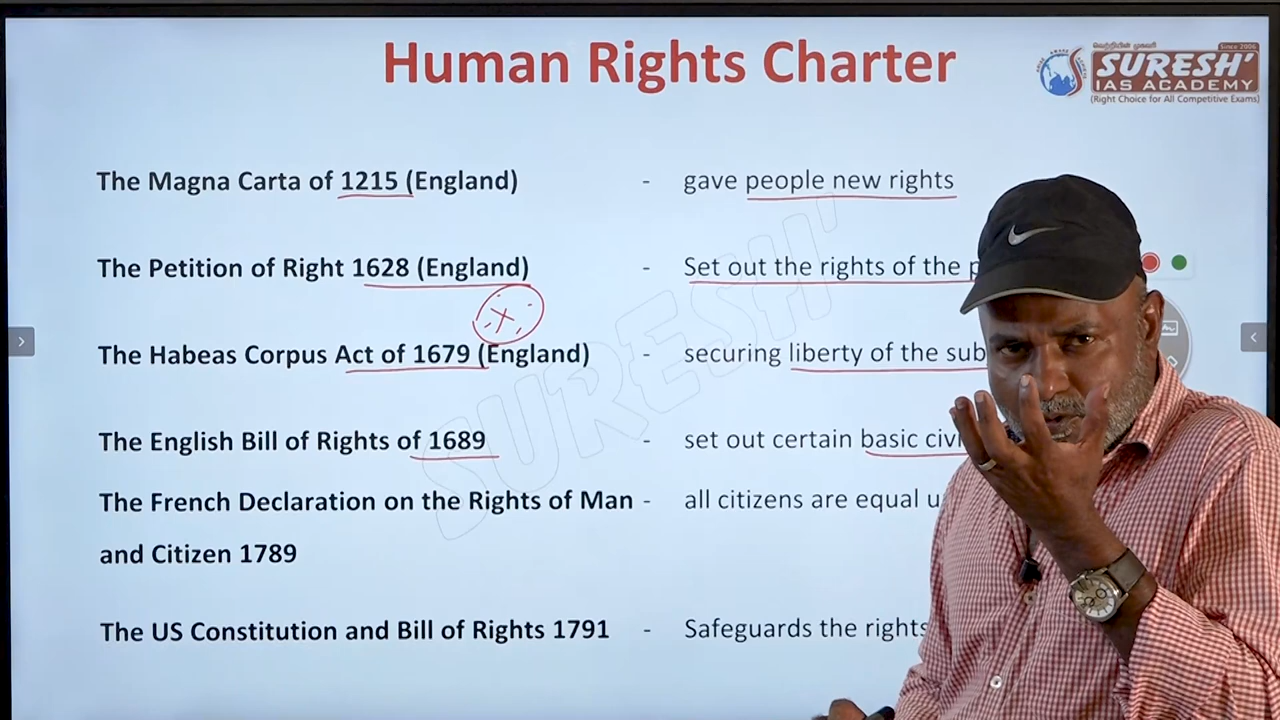 Human Rights Charter
வெற்றியின் முகவரி
Since 2006
SURESH'
IAS ACADEMY
(Right Choice for All Competitive Exams)
The Magna Carta of 1215 (England) - gave people new rights
The Petition of Right 1628 (England) - Set out the rights of the
The Habeas Corpus Act of 1679 (England) - securing liberty of the
The English Bill of Rights of 1689 - set out certain basic
The French Declaration on the Rights of Man - all citizens are equal
and Citizen 1789
The US Constitution and Bill of Rights 1791 - Safeguards the rights
SURESH'